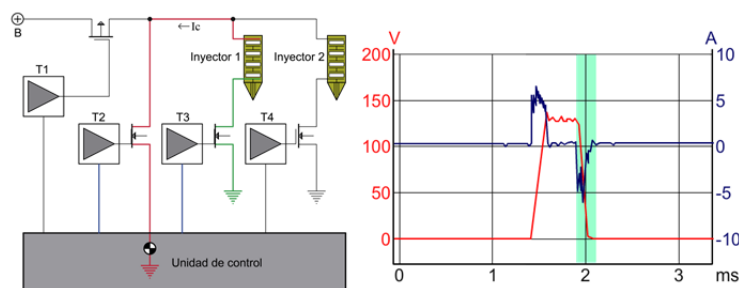 B
Ic
Inyector 1
Inyector 2
T1
T2
T3
T4
Unidad de control
V
A
200
150
100
50
0
10
5
0
-5
-10
0
1
2
3
ms